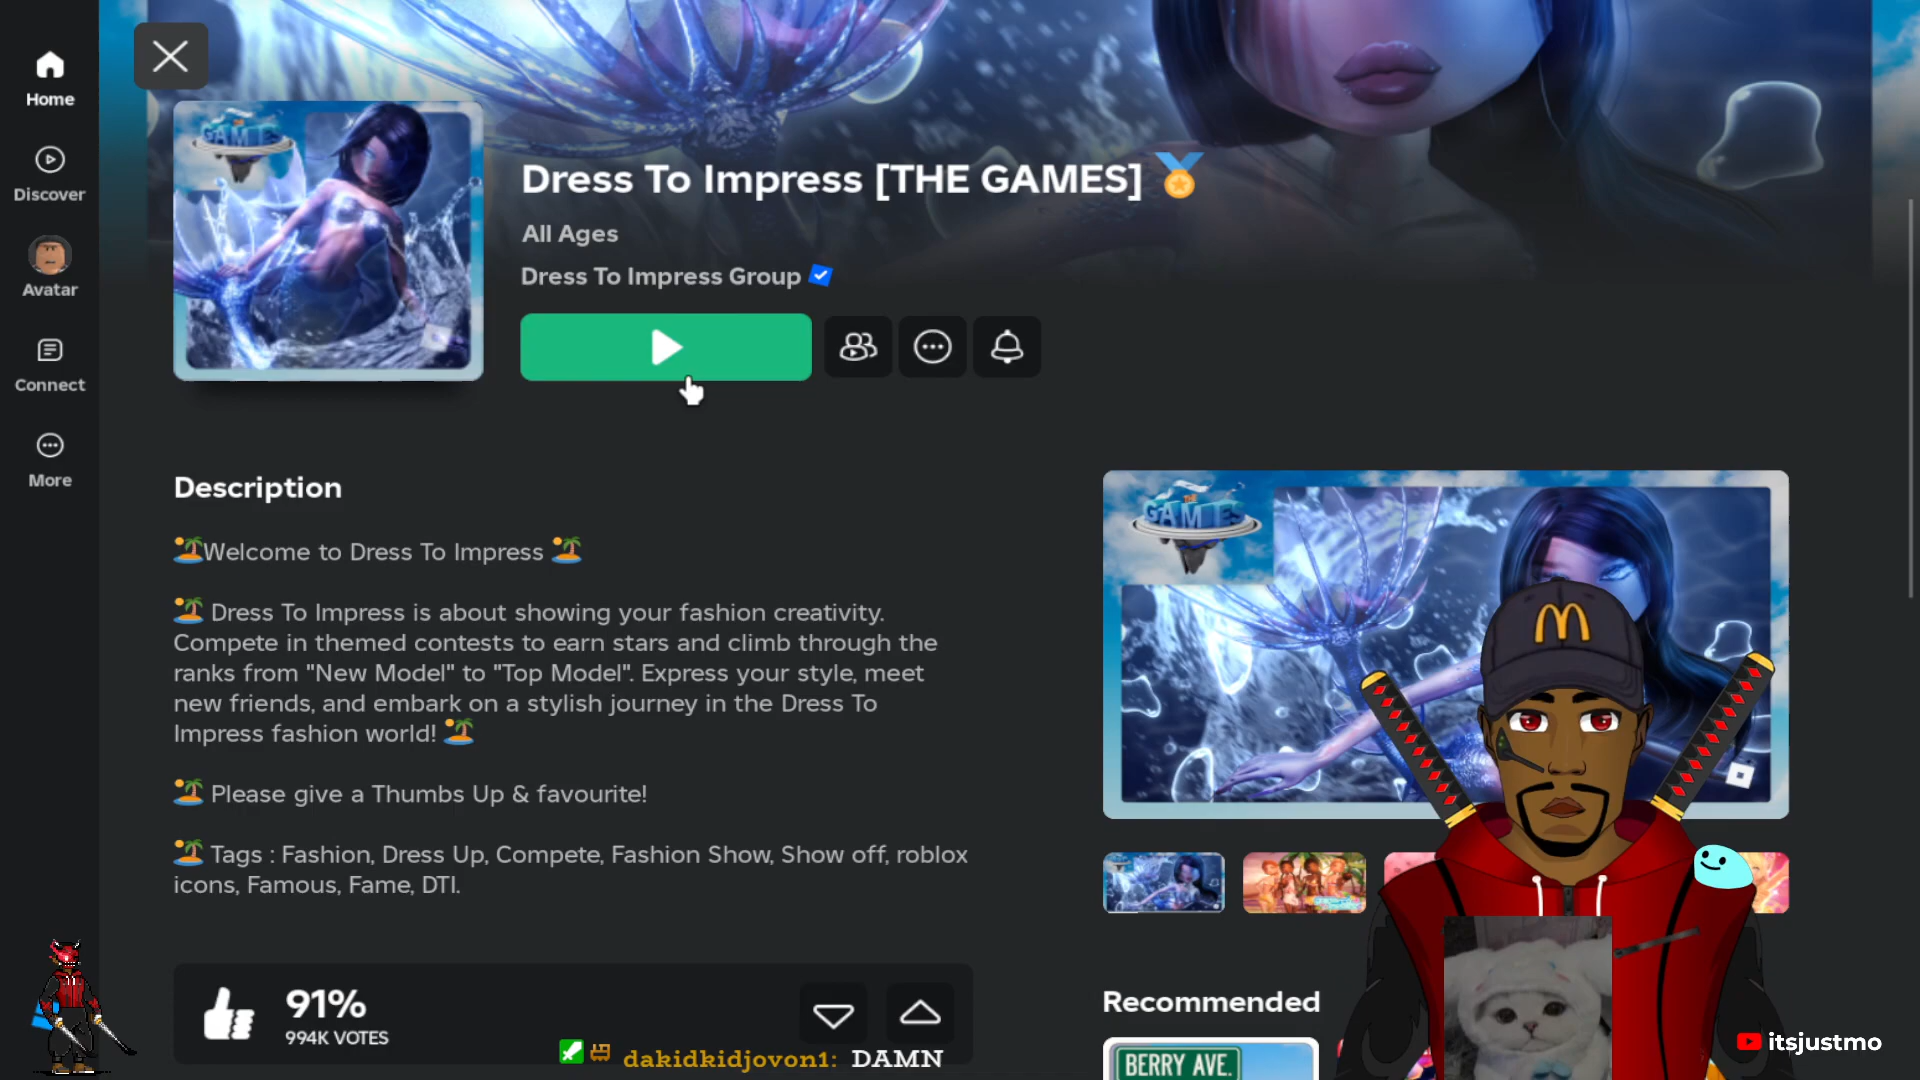 Home
Discover
Avatar
Connect
More
THE
GAMES
Dress To Impress [THE GAMES]
All Ages
Dress To Impress Group
Description
Welcome to Dress To Impress
Dress To Impress is about showing your fashion creativity.
Compete in themed contests to earn stars and climb through the
ranks from "New Model" to "Top Model". Express your style, meet
new friends, and embark on a stylish journey in the Dress To
Impress fashion world!
Please give a Thumbs Up & favourite!
Tags : Fashion, Dress Up, Compete, Fashion Show, Show off, roblox
icons, Famous, Fame, DTI.
91%
994K VOTES
dakidkidjovon1: DAMN
THE
GAMES
Recommended
BERRY AVE.
itsjustmo